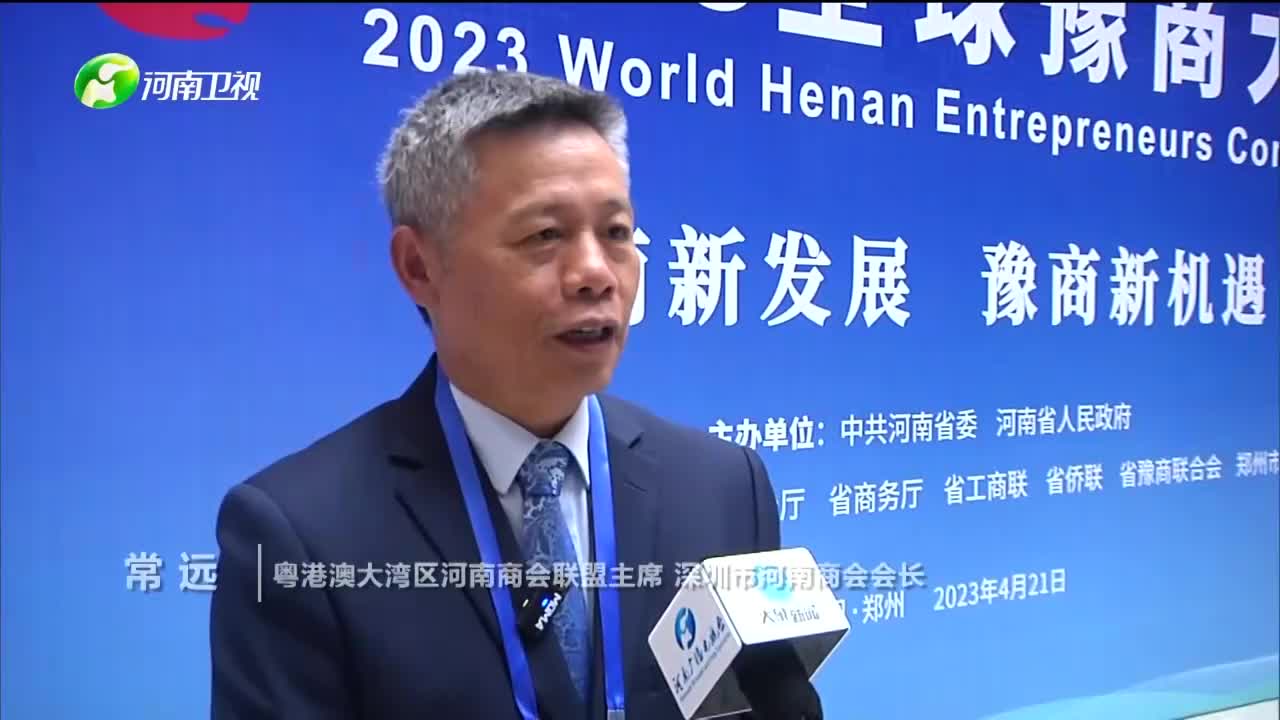 河南卫视
全球豫商大
2023 World Henan Entrepreneurs Con
南新发展 豫商新机遇
主办单位：中共河南省委 河南省人民政府
厅 省商务厅 省工商联 省侨联 省豫商联合会 郑州市
·郑州 2023年4月21日
常远 粤港澳大湾区河南商会联盟主席 深圳市河南商会会长
大象新闻